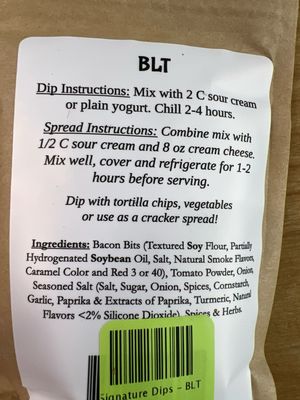 BLT
Dip Instructions: Mix with 2 C sour cream
or plain yogurt. Chill 2-4 hours.
Spread Instructions: Combine mix with
1/2 C sour cream and 8 oz cream cheese.
Mix well, cover and refrigerate for 1-2
hours before serving.
Dip with tortilla chips, vegetables
or use as a cracker spread!
Ingredients: Bacon Bits (Textured Soy Flour, Partially
Hydrogenated Soybean Oil, Salt, Natural Smoke Flavor,
Caramel Color and Red 3 or 40), Tomato Powder, Onion,
Seasoned Salt (Salt, Sugar, Onion, Spices, Cornstarch,
Garlic, Paprika & Extracts of Paprika, Turmeric, Natural
Flavors <2% Silicone Dioxide), Spices & Herbs.
Signature Dips - BLT